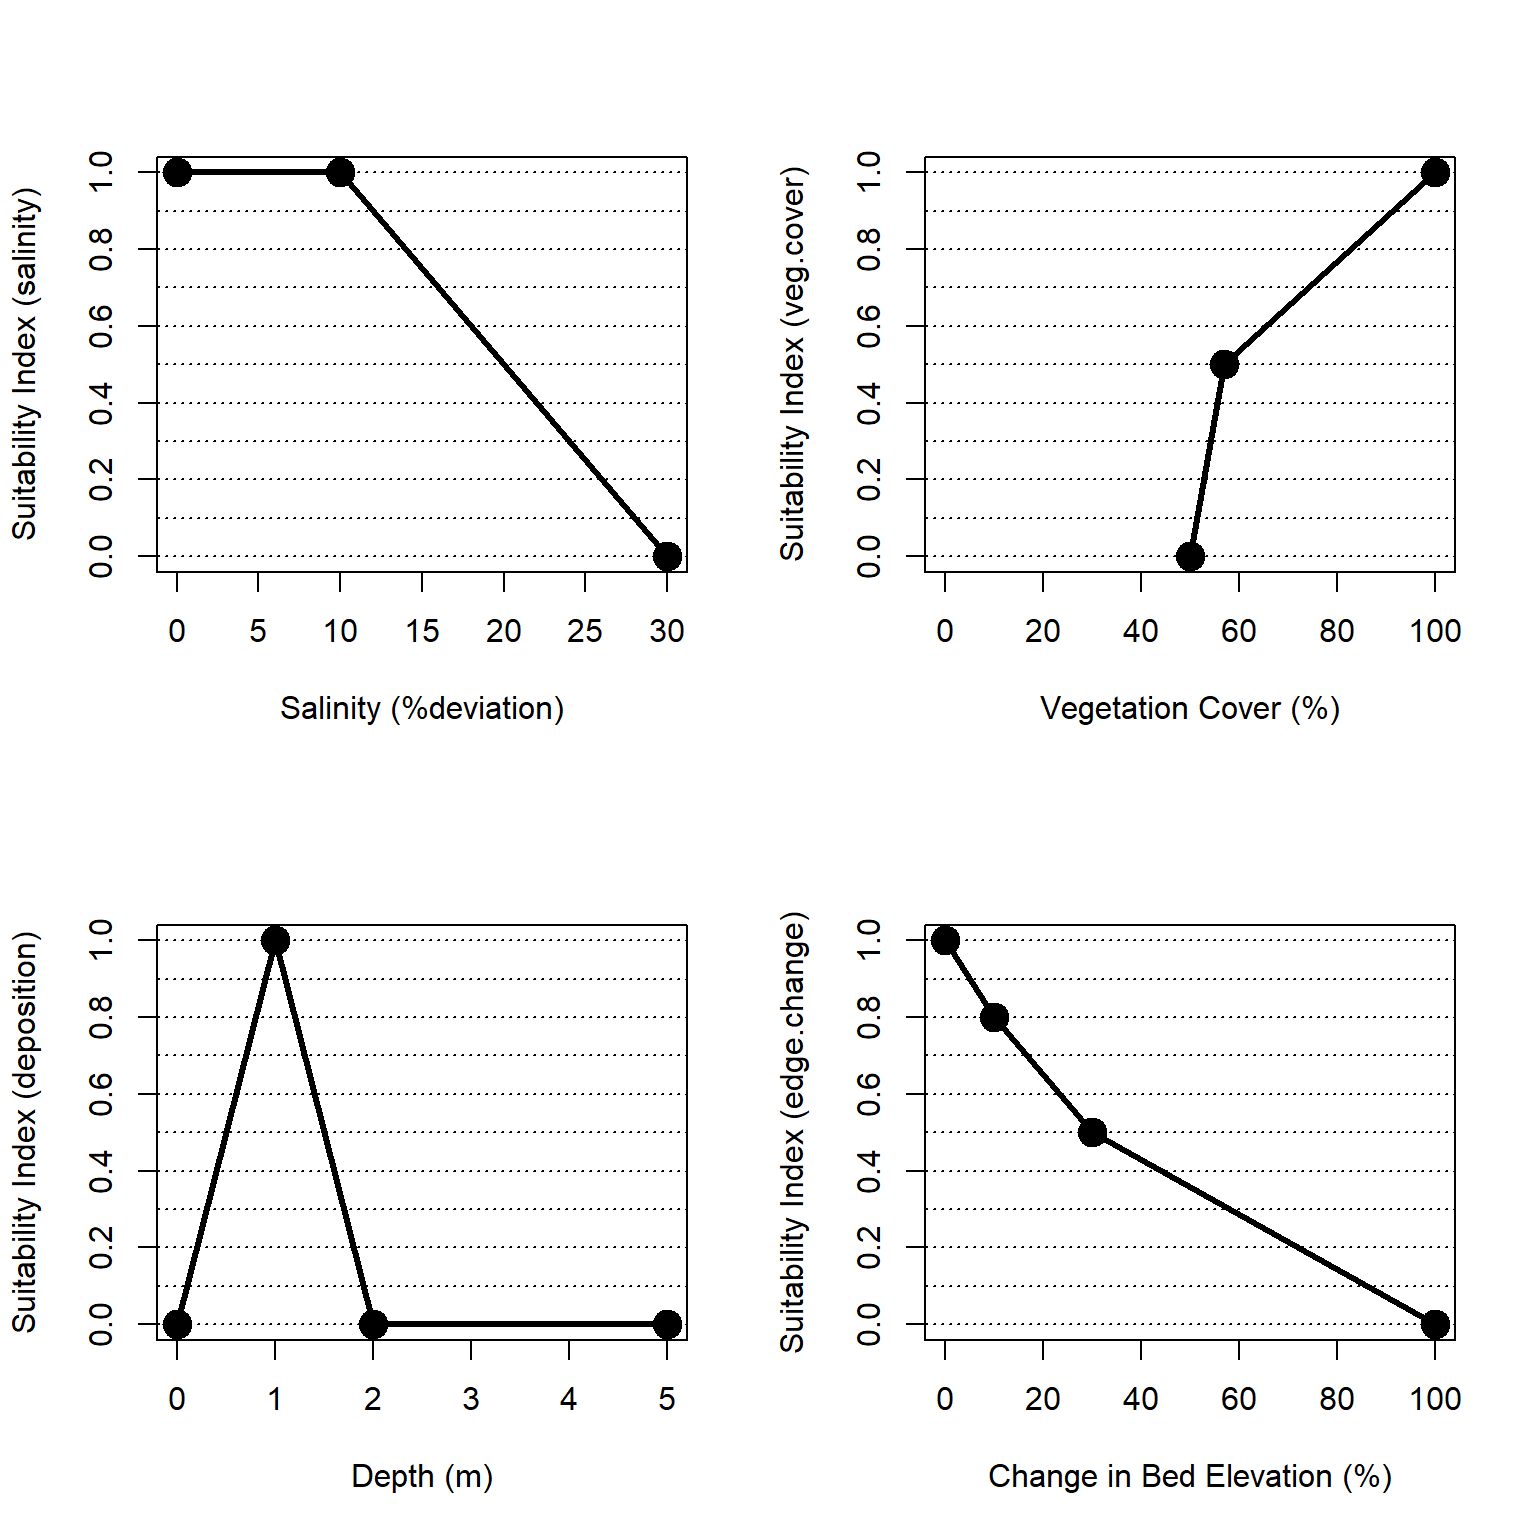 Suitability Index (salinity)
1.0
0.8
0.6
0.4
0.2
0.0
0 5 10 15 20 25 30
Salinity (%deviation)
Suitability Index (veg.cover)
1.0
0.8
0.6
0.4
0.2
0.0
0 20 40 60 80 100
Vegetation Cover (%)
Suitability Index (deposition)
1.0
0.8
0.6
0.4
0.2
0.0
0 1 2 3 4 5
Depth (m)
Suitability Index (edge.change)
1.0
0.8
0.6
0.4
0.2
0.0
0 20 40 60 80 100
Change in Bed Elevation (%)